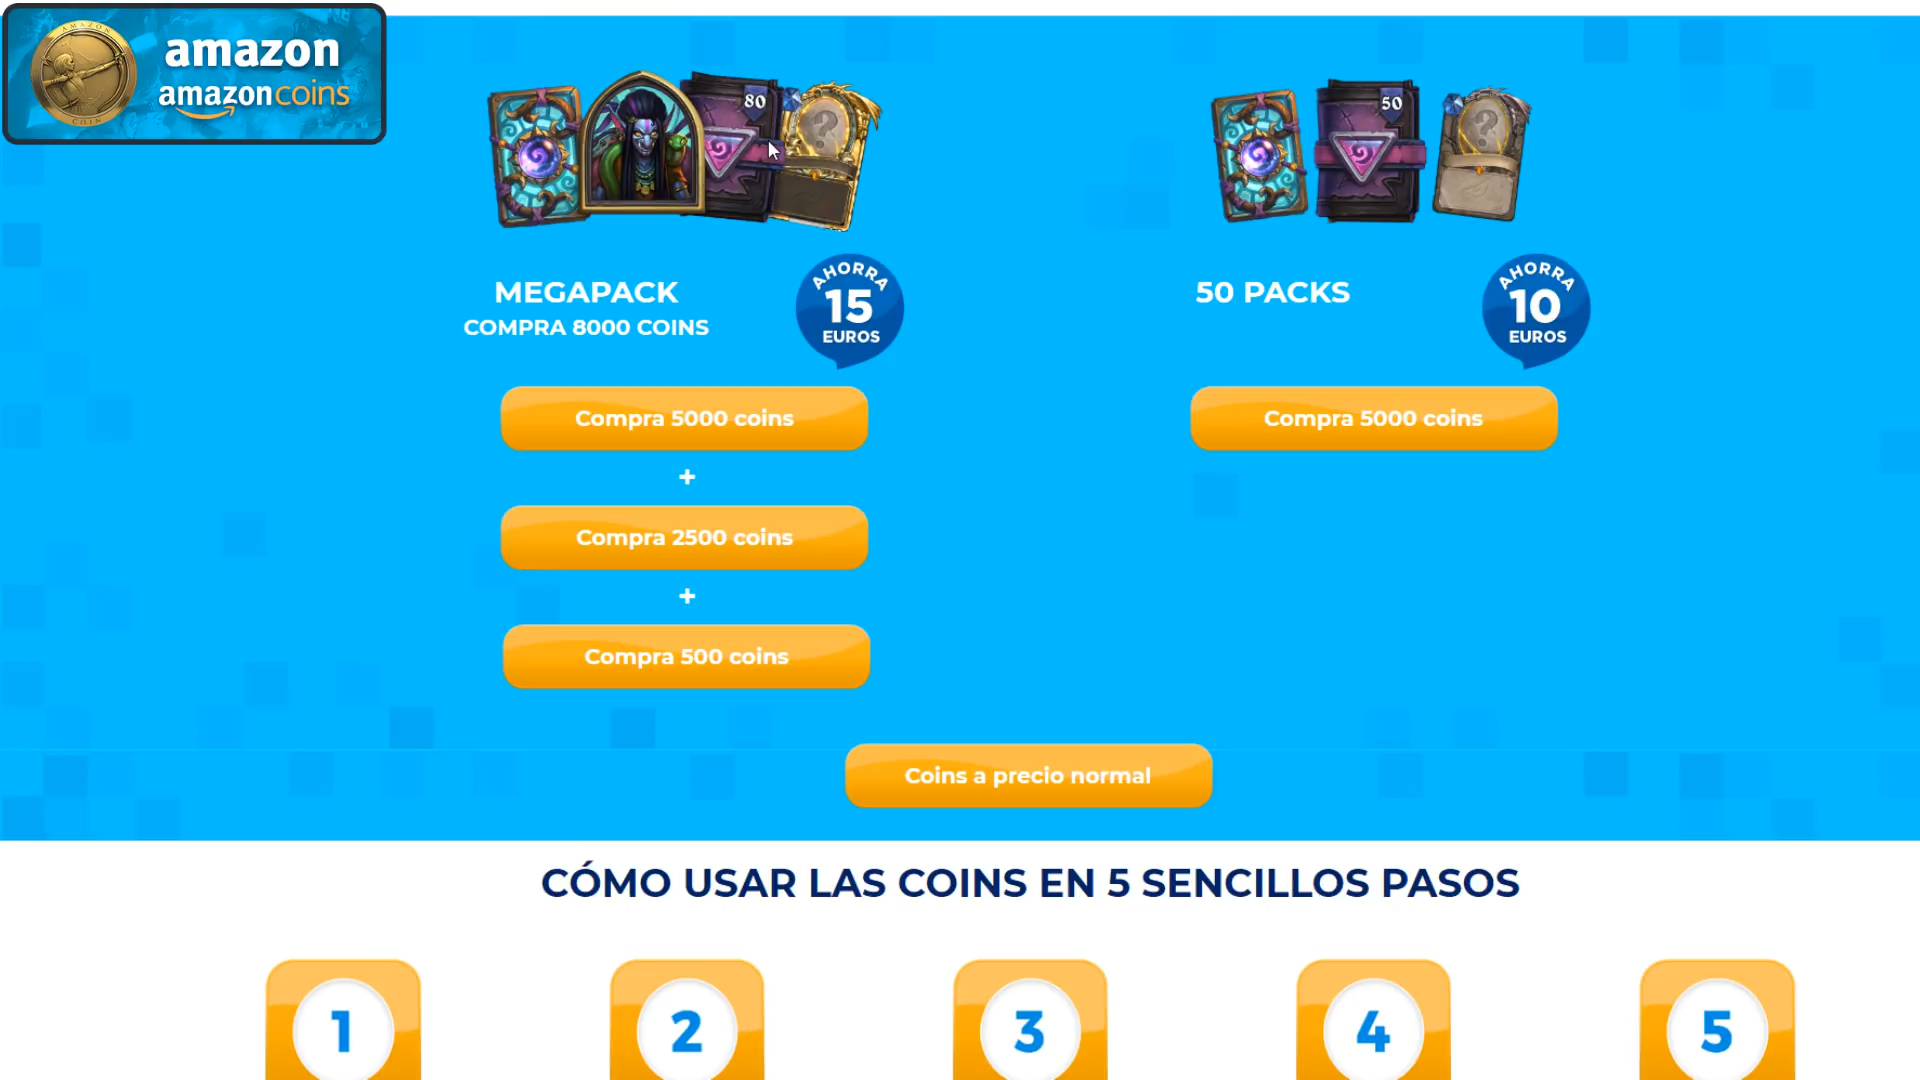 AMAZON
COIN
amazon
amazoncoins
80
?
50
?
MEGAPACK
COMPRA 8000 COINS
AHORRA
15
EUROS
50 PACKS
AHORRA
10
EUROS
Compra 5000 coins
Compra 5000 coins
+
Compra 2500 coins
+
Compra 500 coins
Coins a precio normal
CÓMO USAR LAS COINS EN 5 SENCILLOS PASOS
1
2
3
4
5